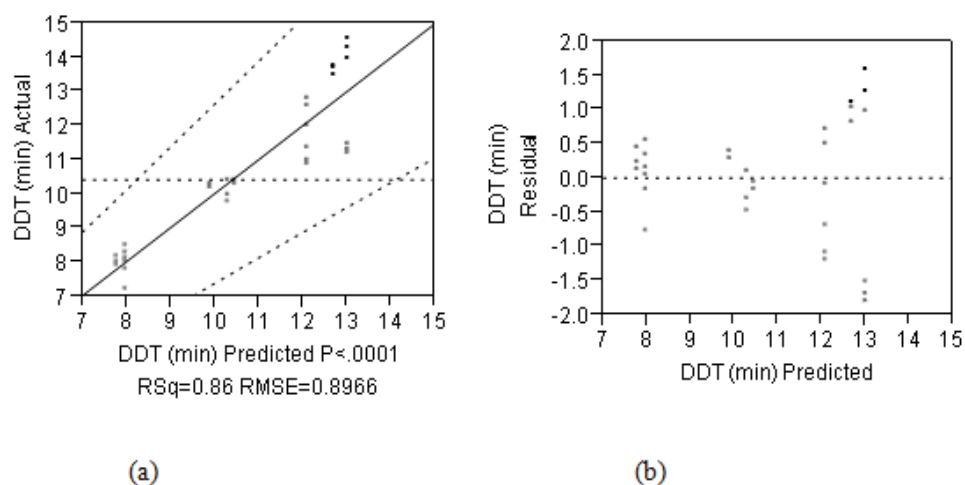 15
14
13
12
11
10
9
8
7
DDT (min) Actual
7 8 9 10 11 12 13 14 15
DDT (min) Predicted P<.0001
RSq=0.86 RMSE=0.8966
(a)
2.0
1.5
1.0
0.5
0.0
-0.5
-1.0
-1.5
-2.0
DDT (min)
Residual
7 8 9 10 11 12 13 14 15
DDT (min) Predicted
(b)